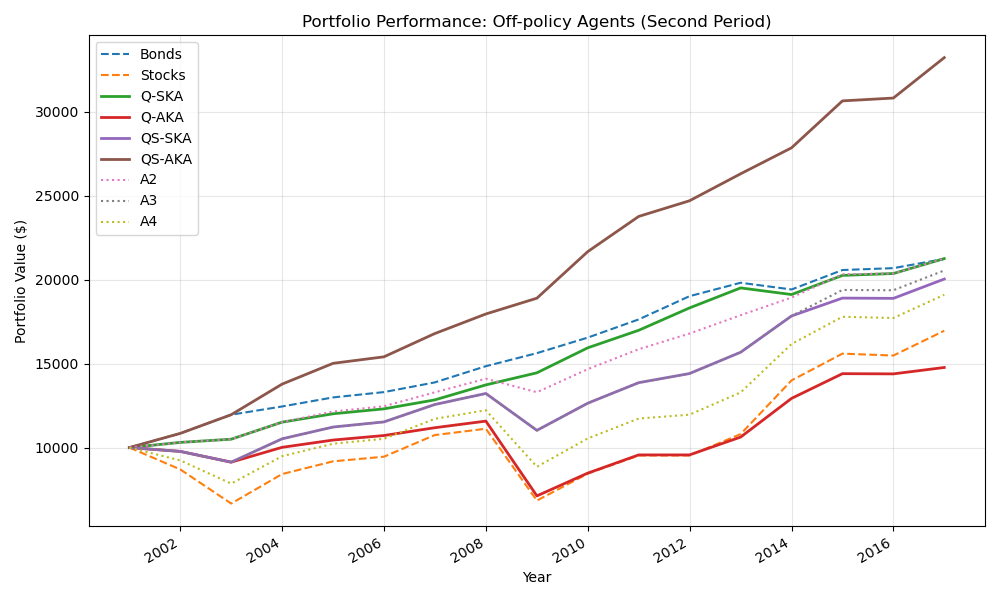 Portfolio Performance: Off-policy Agents (Second Period)
Bonds
Stocks
Q-SKA
Q-AKA
QS-SKA
QS-AKA
A2
A3
A4
Portfolio Value ($)
30000
25000
20000
15000
10000
2002
2004
2006
2008
2010
2012
2014
2016
Year